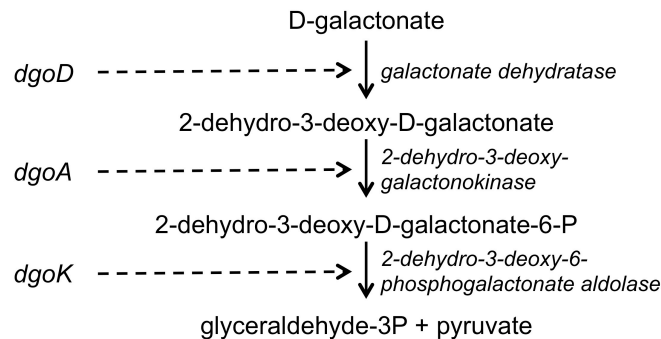 D-galactonate
dgoD
galactonate dehydratase
2-dehydro-3-deoxy-D-galactonate
dgoA
2-dehydro-3-deoxy-
galactonokinase
2-dehydro-3-deoxy-D-galactonate-6-P
dgoK
2-dehydro-3-deoxy-6-
phosphogalactonate aldolase
glyceraldehyde-3P + pyruvate